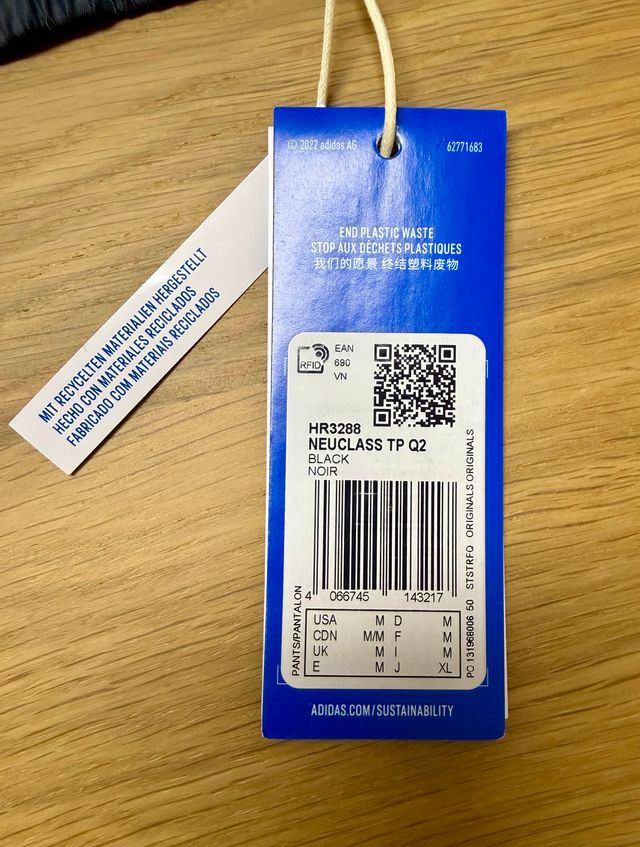 © 2022 adidas AG
62771683
END PLASTIC WASTE
STOP AUX DÉCHETS PLASTIQUES
我们的愿景 终结塑料废物
MIT RECYCELTEN MATERIALIEN HERGESTELLT
HECHO CON MATERIALES RECICLADOS
FABRICADO COM MATERIAIS RECICLADOS
RFID
EAN
690
VN
HR3288
NEUCLASS TP Q2
BLACK
NOIR
4 066745 143217
PANTS/PANTALON
USA M D M
CDN M/M F M
UK M I M
E M J XL
PO 131968006 50 STSTRFQ ORIGINALS ORIGINALS
ADIDAS.COM/SUSTAINABILITY